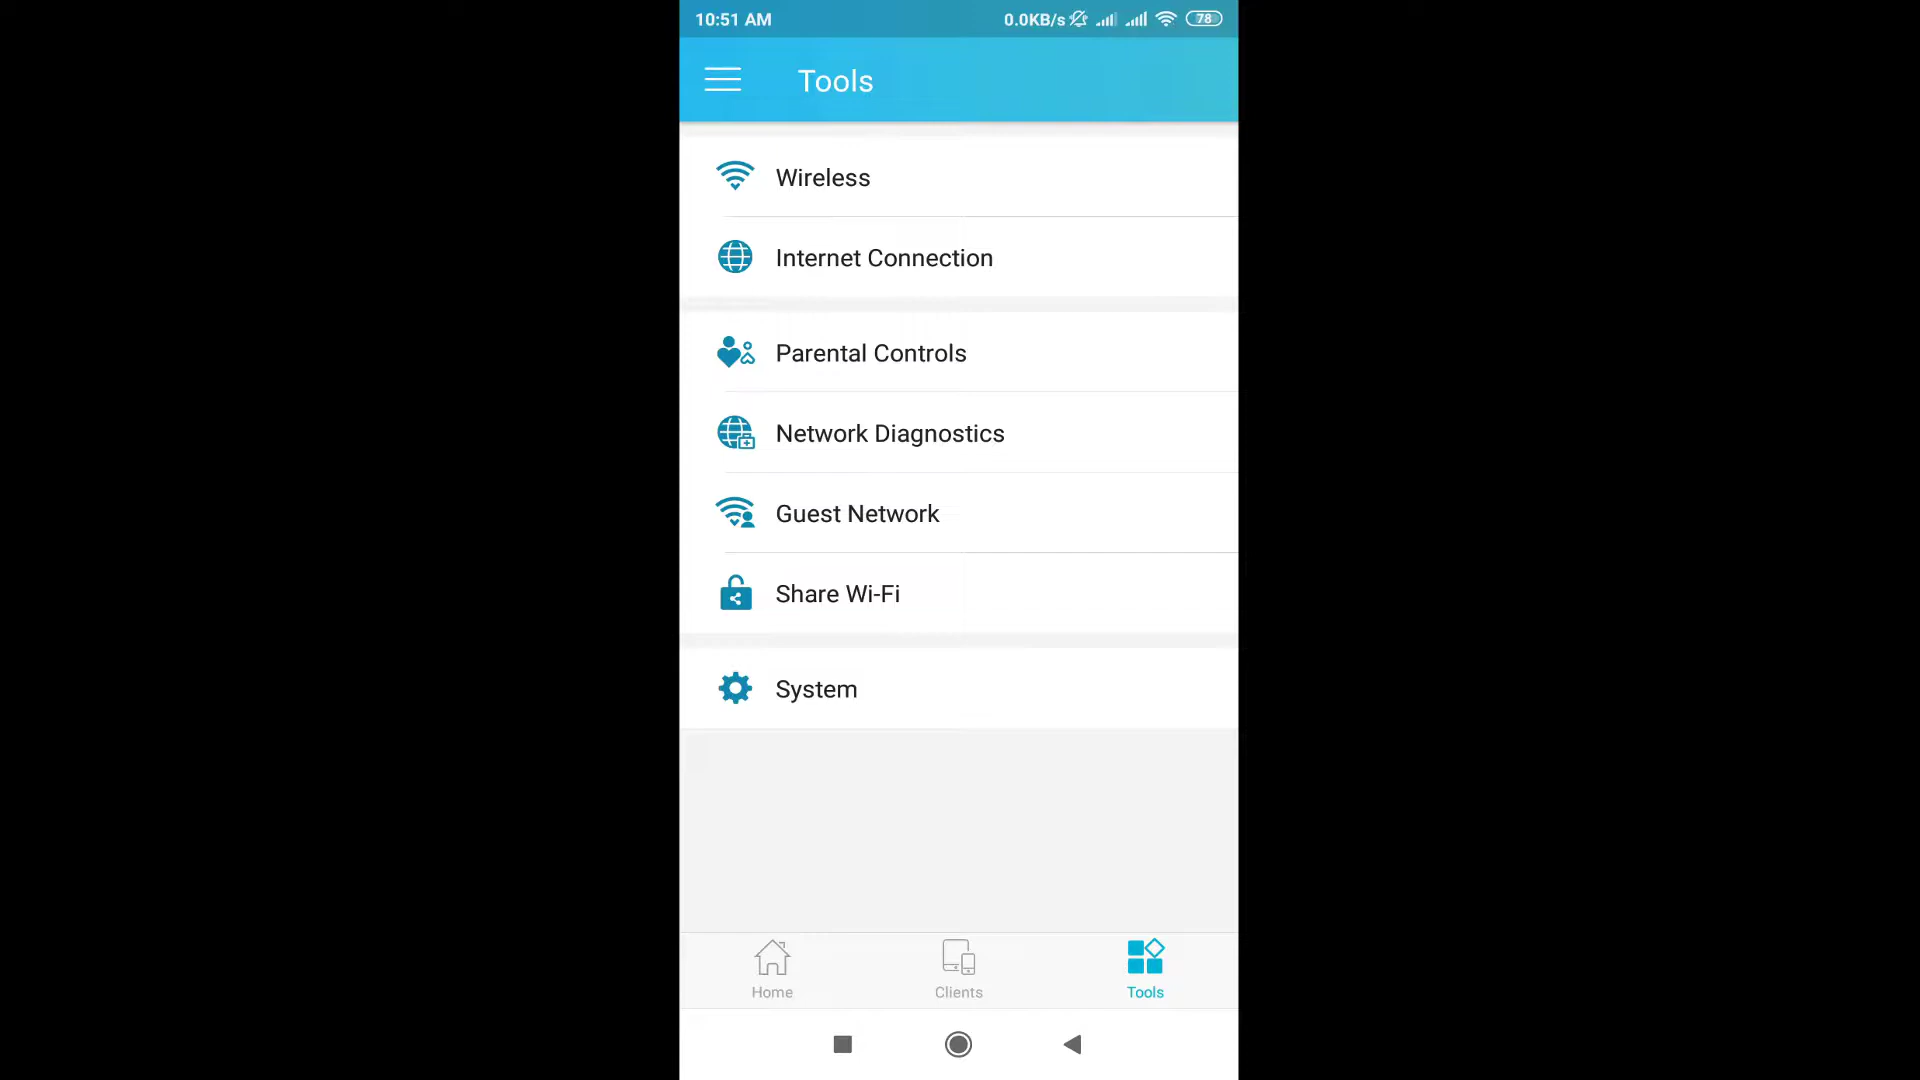 10:51 AM 0.0KB/s 78
Tools
Wireless
Internet Connection
Parental Controls
Network Diagnostics
Guest Network
Share Wi-Fi
System
Home Clients Tools